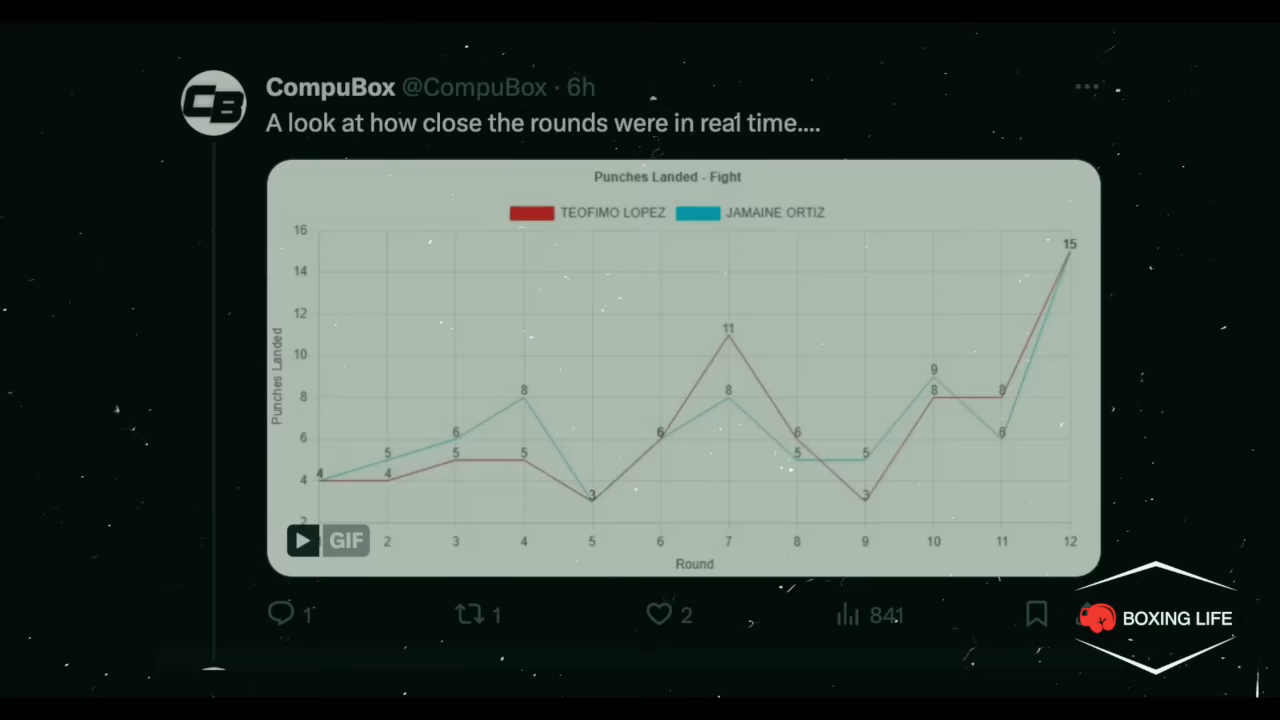 CB
CompuBox @CompuBox · 6h
A look at how close the rounds were in real time....
Punches Landed - Fight
TEOFIMO LOPEZ JAMAINE ORTIZ
16
14
12
10
8
6
4
2
Punches Landed
4 5 4 6 5 8 5 3 6 11 8 6 5 5 3 9 8 8 6 15
2 3 4 5 6 7 8 9 10 11 12
Round
GIF
1 1 2 841
BOXING LIFE